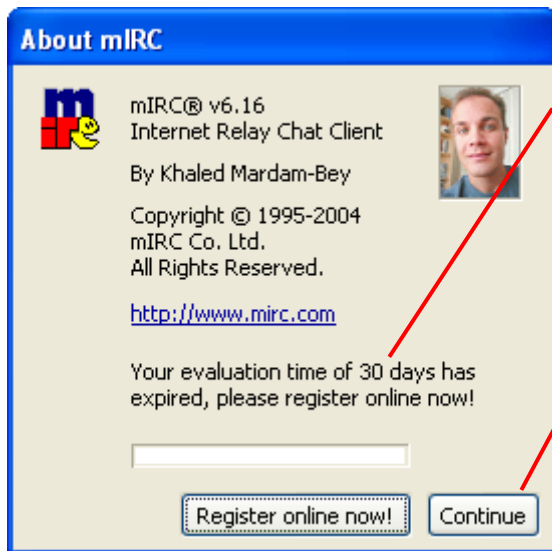 About mIRC
m
irc
mIRC® v6.16
Internet Relay Chat Client
By Khaled Mardam-Bey
Copyright © 1995-2004
mIRC Co. Ltd.
All Rights Reserved.
http://www.mirc.com
Your evaluation time of 30 days has
expired, please register online now!
Register online now! Continue